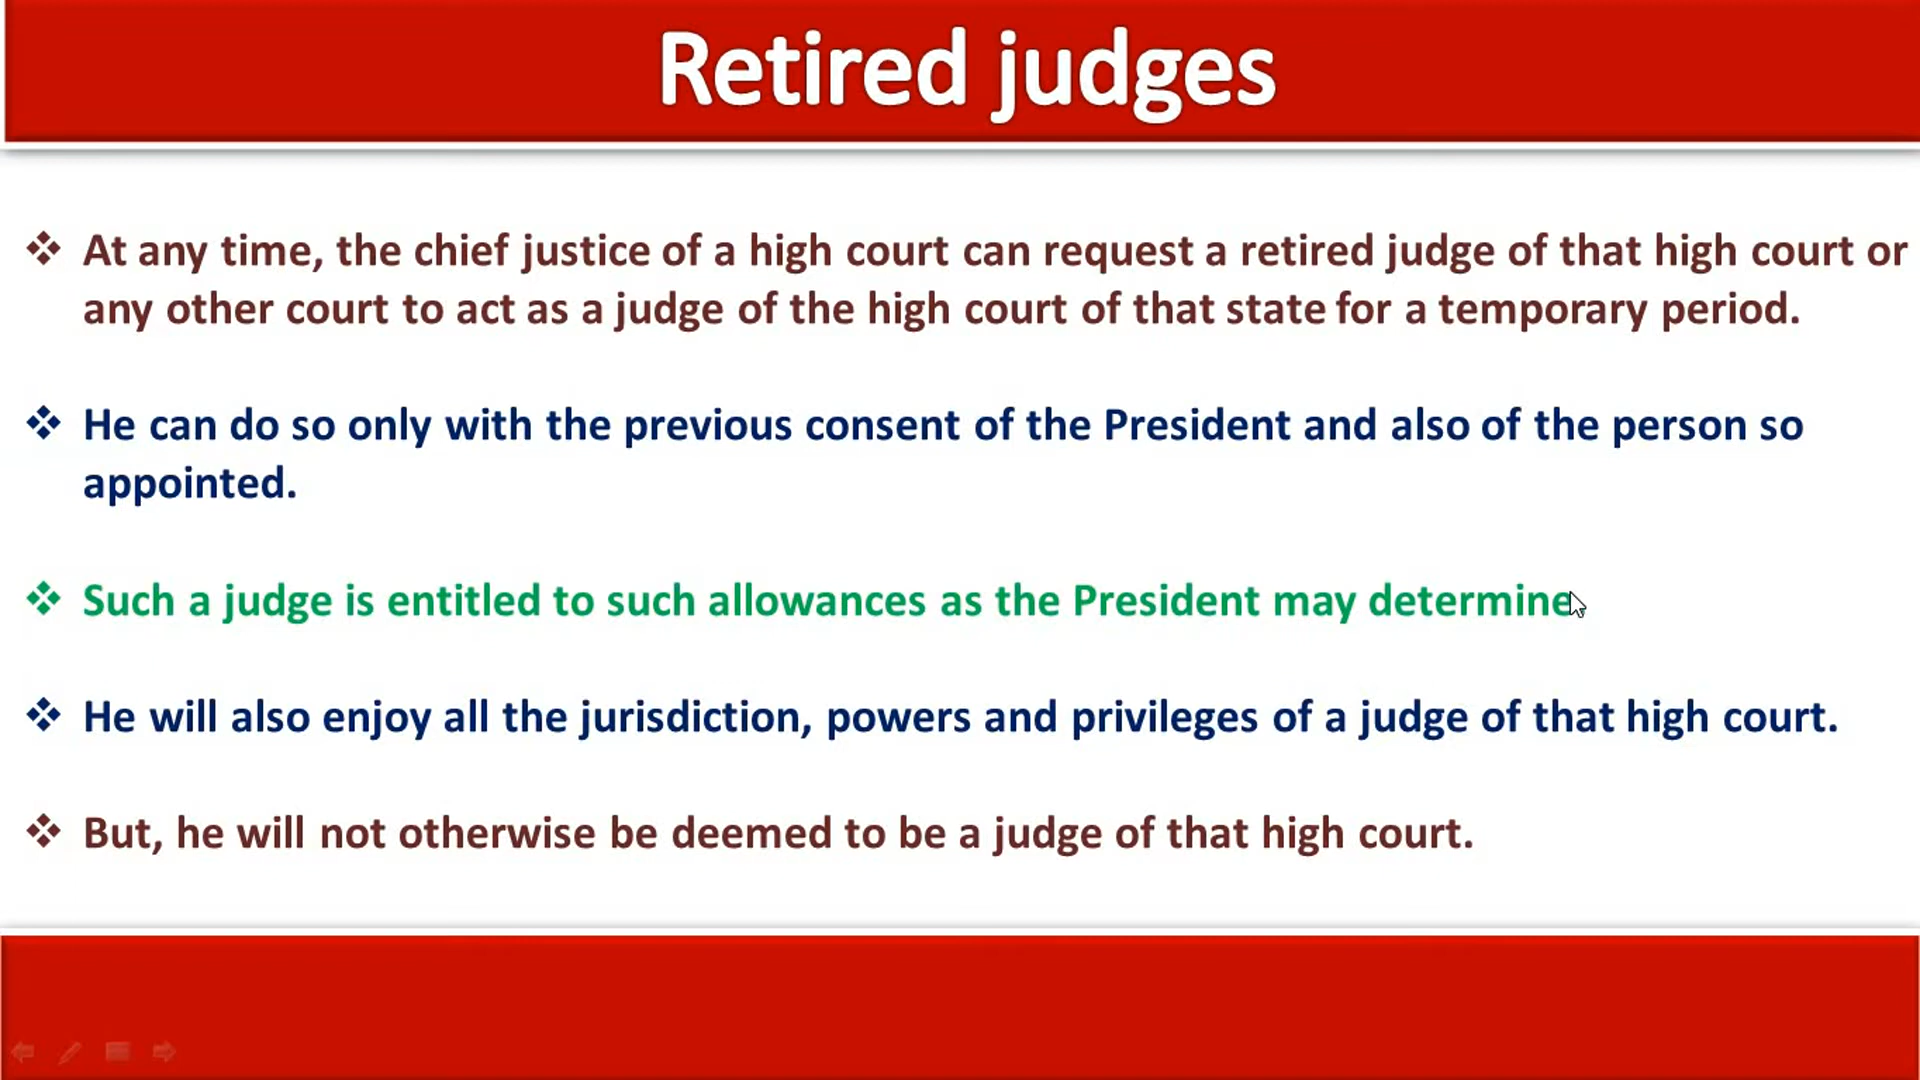 Retired judges
❖ At any time, the chief justice of a high court can request a retired judge of that high court or
any other court to act as a judge of the high court of that state for a temporary period.
❖ He can do so only with the previous consent of the President and also of the person so
appointed.
❖ Such a judge is entitled to such allowances as the President may determine
❖ He will also enjoy all the jurisdiction, powers and privileges of a judge of that high court.
❖ But, he will not otherwise be deemed to be a judge of that high court.